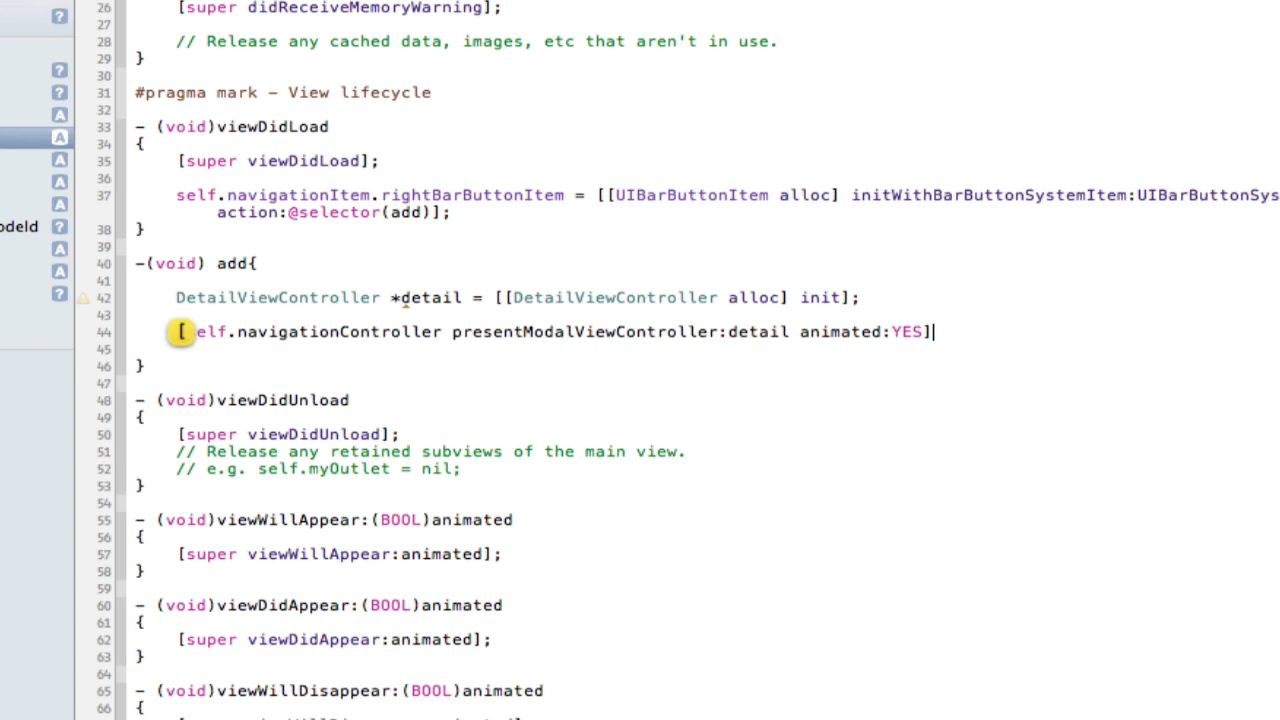 26 [super didReceiveMemoryWarning];
27
28 // Release any cached data, images, etc that aren't in use.
29 }
30
31 #pragma mark - View lifecycle
32
33 - (void)viewDidLoad
34 {
35 [super viewDidLoad];
36
37 self.navigationItem.rightBarButtonItem = [[UIBarButtonItem alloc] initWithBarButtonSystemItem:UIBarButtonSys
action:@selector(add)];
38 }
39
40 -(void) add{
41
42 DetailViewController *detail = [[DetailViewController alloc] init];
43
44 [self.navigationController presentModalViewController:detail animated:YES]
45
46 }
47
48 - (void)viewDidUnload
49 {
50 [super viewDidUnload];
51 // Release any retained subviews of the main view.
52 // e.g. self.myOutlet = nil;
53 }
54
55 - (void)viewWillAppear:(BOOL)animated
56 {
57 [super viewWillAppear:animated];
58 }
59
60 - (void)viewDidAppear:(BOOL)animated
61 {
62 [super viewDidAppear:animated];
63 }
64
65 - (void)viewWillDisappear:(BOOL)animated
66 {
?
?
?
A
A
A
A
A
odeId ?
A
A
?